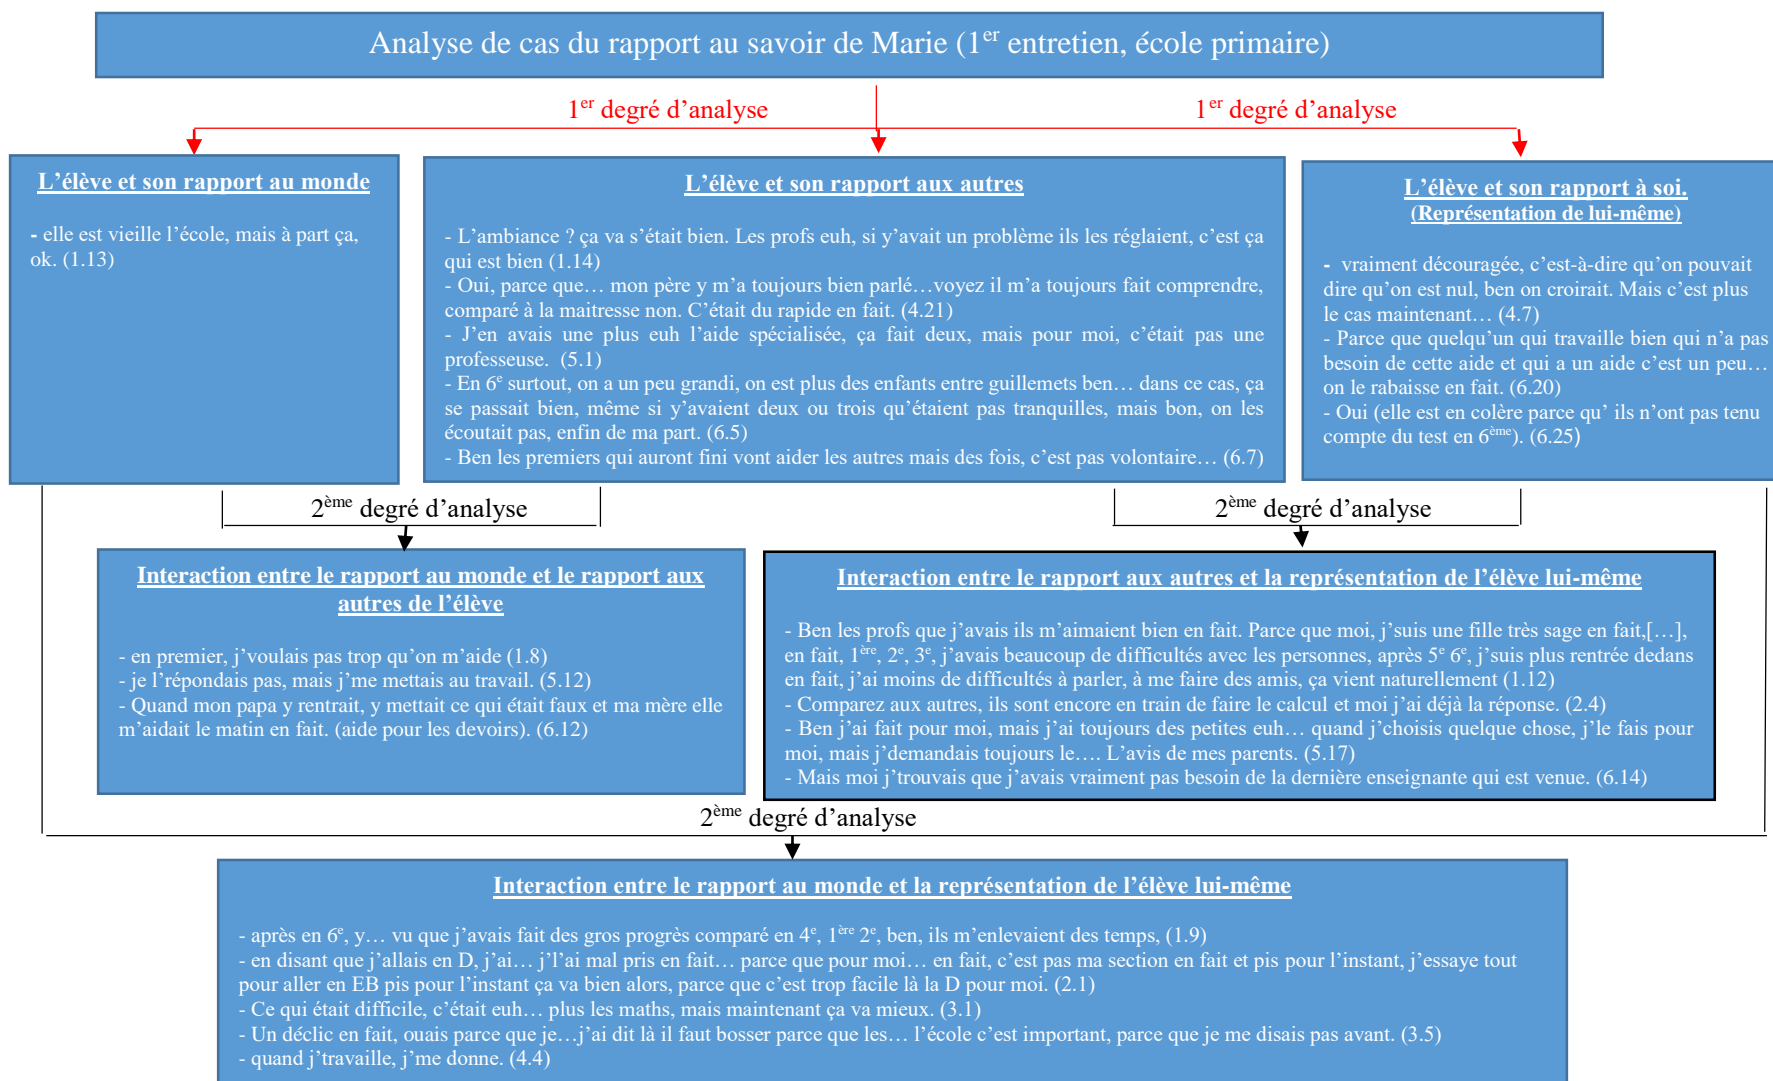 Analyse de cas du rapport au savoir de Marie (1er entretien, école primaire)
1er degré d'analyse
1er degré d'analyse
L'élève et son rapport au monde
- elle est vieille l'école, mais à part ça,
ok. (1.13)
L'élève et son rapport aux autres
- L'ambiance ? ça va s'était bien. Les profs euh, si y'avait un problème ils les réglaient, c'est ça
qui est bien (1.14)
- Oui, parce que… mon père y m'a toujours bien parlé…voyez il m'a toujours fait comprendre,
comparé à la maitresse non. C'était du rapide en fait. (4.21)
- J'en avais une plus euh l'aide spécialisée, ça fait deux, mais pour moi, c'était pas une
professeuse. (5.1)
- En 6e surtout, on a un peu grandi, on est plus des enfants entre guillemets ben… dans ce cas, ça
se passait bien, même si y'avaient deux ou trois qu'étaient pas tranquilles, mais bon, on les
écoutait pas, enfin de ma part. (6.5)
- Ben les premiers qui auront fini vont aider les autres mais des fois, c'est pas volontaire… (6.7)
L'élève et son rapport à soi.
(Représentation de lui-même)
- vraiment découragée, c'est-à-dire qu'on pouvait
dire qu'on est nul, ben on croirait. Mais c'est plus
le cas maintenant… (4.7)
- Parce que quelqu'un qui travaille bien qui n'a pas
besoin de cette aide et qui a un aide c'est un peu…
on le rabaisse en fait. (6.20)
- Oui (elle est en colère parce qu' ils n'ont pas tenu
compte du test en 6ème). (6.25)
2ème degré d'analyse
2ème degré d'analyse
Interaction entre le rapport au monde et le rapport aux
autres de l'élève
- en premier, j'voulais pas trop qu'on m'aide (1.8)
- je l'répondais pas, mais j'me mettais au travail. (5.12)
- Quand mon papa y rentrait, y mettait ce qui était faux et ma mère elle
m'aidait le matin en fait. (aide pour les devoirs). (6.12)
Interaction entre le rapport aux autres et la représentation de l'élève lui-même
- Ben les profs que j'avais ils m'aimaient bien en fait. Parce que moi, j'suis une fille très sage en fait,[…],
en fait, 1ère, 2e, 3e, j'avais beaucoup de difficultés avec les personnes, après 5e 6e, j'suis plus rentrée dedans
en fait, j'ai moins de difficultés à parler, à me faire des amis, ça vient naturellement (1.12)
- Comparez aux autres, ils sont encore en train de faire le calcul et moi j'ai déjà la réponse. (2.4)
- Ben j'ai fait pour moi, mais j'ai toujours des petites euh… quand j'choisis quelque chose, j'le fais pour
moi, mais j'demandais toujours le…. L'avis de mes parents. (5.17)
- Mais moi j'trouvais que j'avais vraiment pas besoin de la dernière enseignante qui est venue. (6.14)
2ème degré d'analyse
Interaction entre le rapport au monde et la représentation de l'élève lui-même
- après en 6e, y… vu que j'avais fait des gros progrès comparé en 4e, 1ère 2e, ben, ils m'enlevaient des temps, (1.9)
- en disant que j'allais en D, j'ai… j'l'ai mal pris en fait… parce que pour moi… en fait, c'est pas ma section en fait et pis pour l'instant, j'essaye tout
pour aller en EB pis pour l'instant ça va bien alors, parce que c'est trop facile là la D pour moi. (2.1)
- Ce qui était difficile, c'était euh… plus les maths, mais maintenant ça va mieux. (3.1)
- Un déclic en fait, ouais parce que je…j'ai dit là il faut bosser parce que les… l'école c'est important, parce que je me disais pas avant. (3.5)
- quand j'travaille, j'me donne. (4.4)